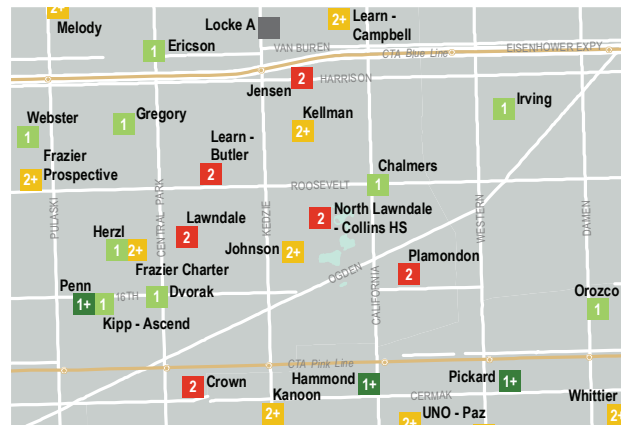 2+
Melody
Locke A
2+
Learn -
Campbell
1
Ericson
VAN BUREN
CTA Blue Line
EISENHOWER EXPY
Jensen
2
HARRISON
Webster
1
1
Gregory
Kellman
2+
1
Irving
Learn -
Butler
2
Frazier
Prospective
2+
Chalmers
1
ROOSEVELT
PULASKI
CENTRAL PARK
KEDZIE
CALIFORNIA
WESTERN
DAMEN
Lawndale
2
2
North Lawndale
- Collins HS
Herzl
1
2+
Frazier Charter
Johnson
2+
OGDEN
Plamondon
2
Penn
1+
1
16TH
1
Dvorak
Kipp - Ascend
Orozco
1
CTA Pink Line
2
Crown
Hammond
1+
Pickard
1+
CERMAK
Kanoon
2+
2+
UNO - Paz
Whittier
2+